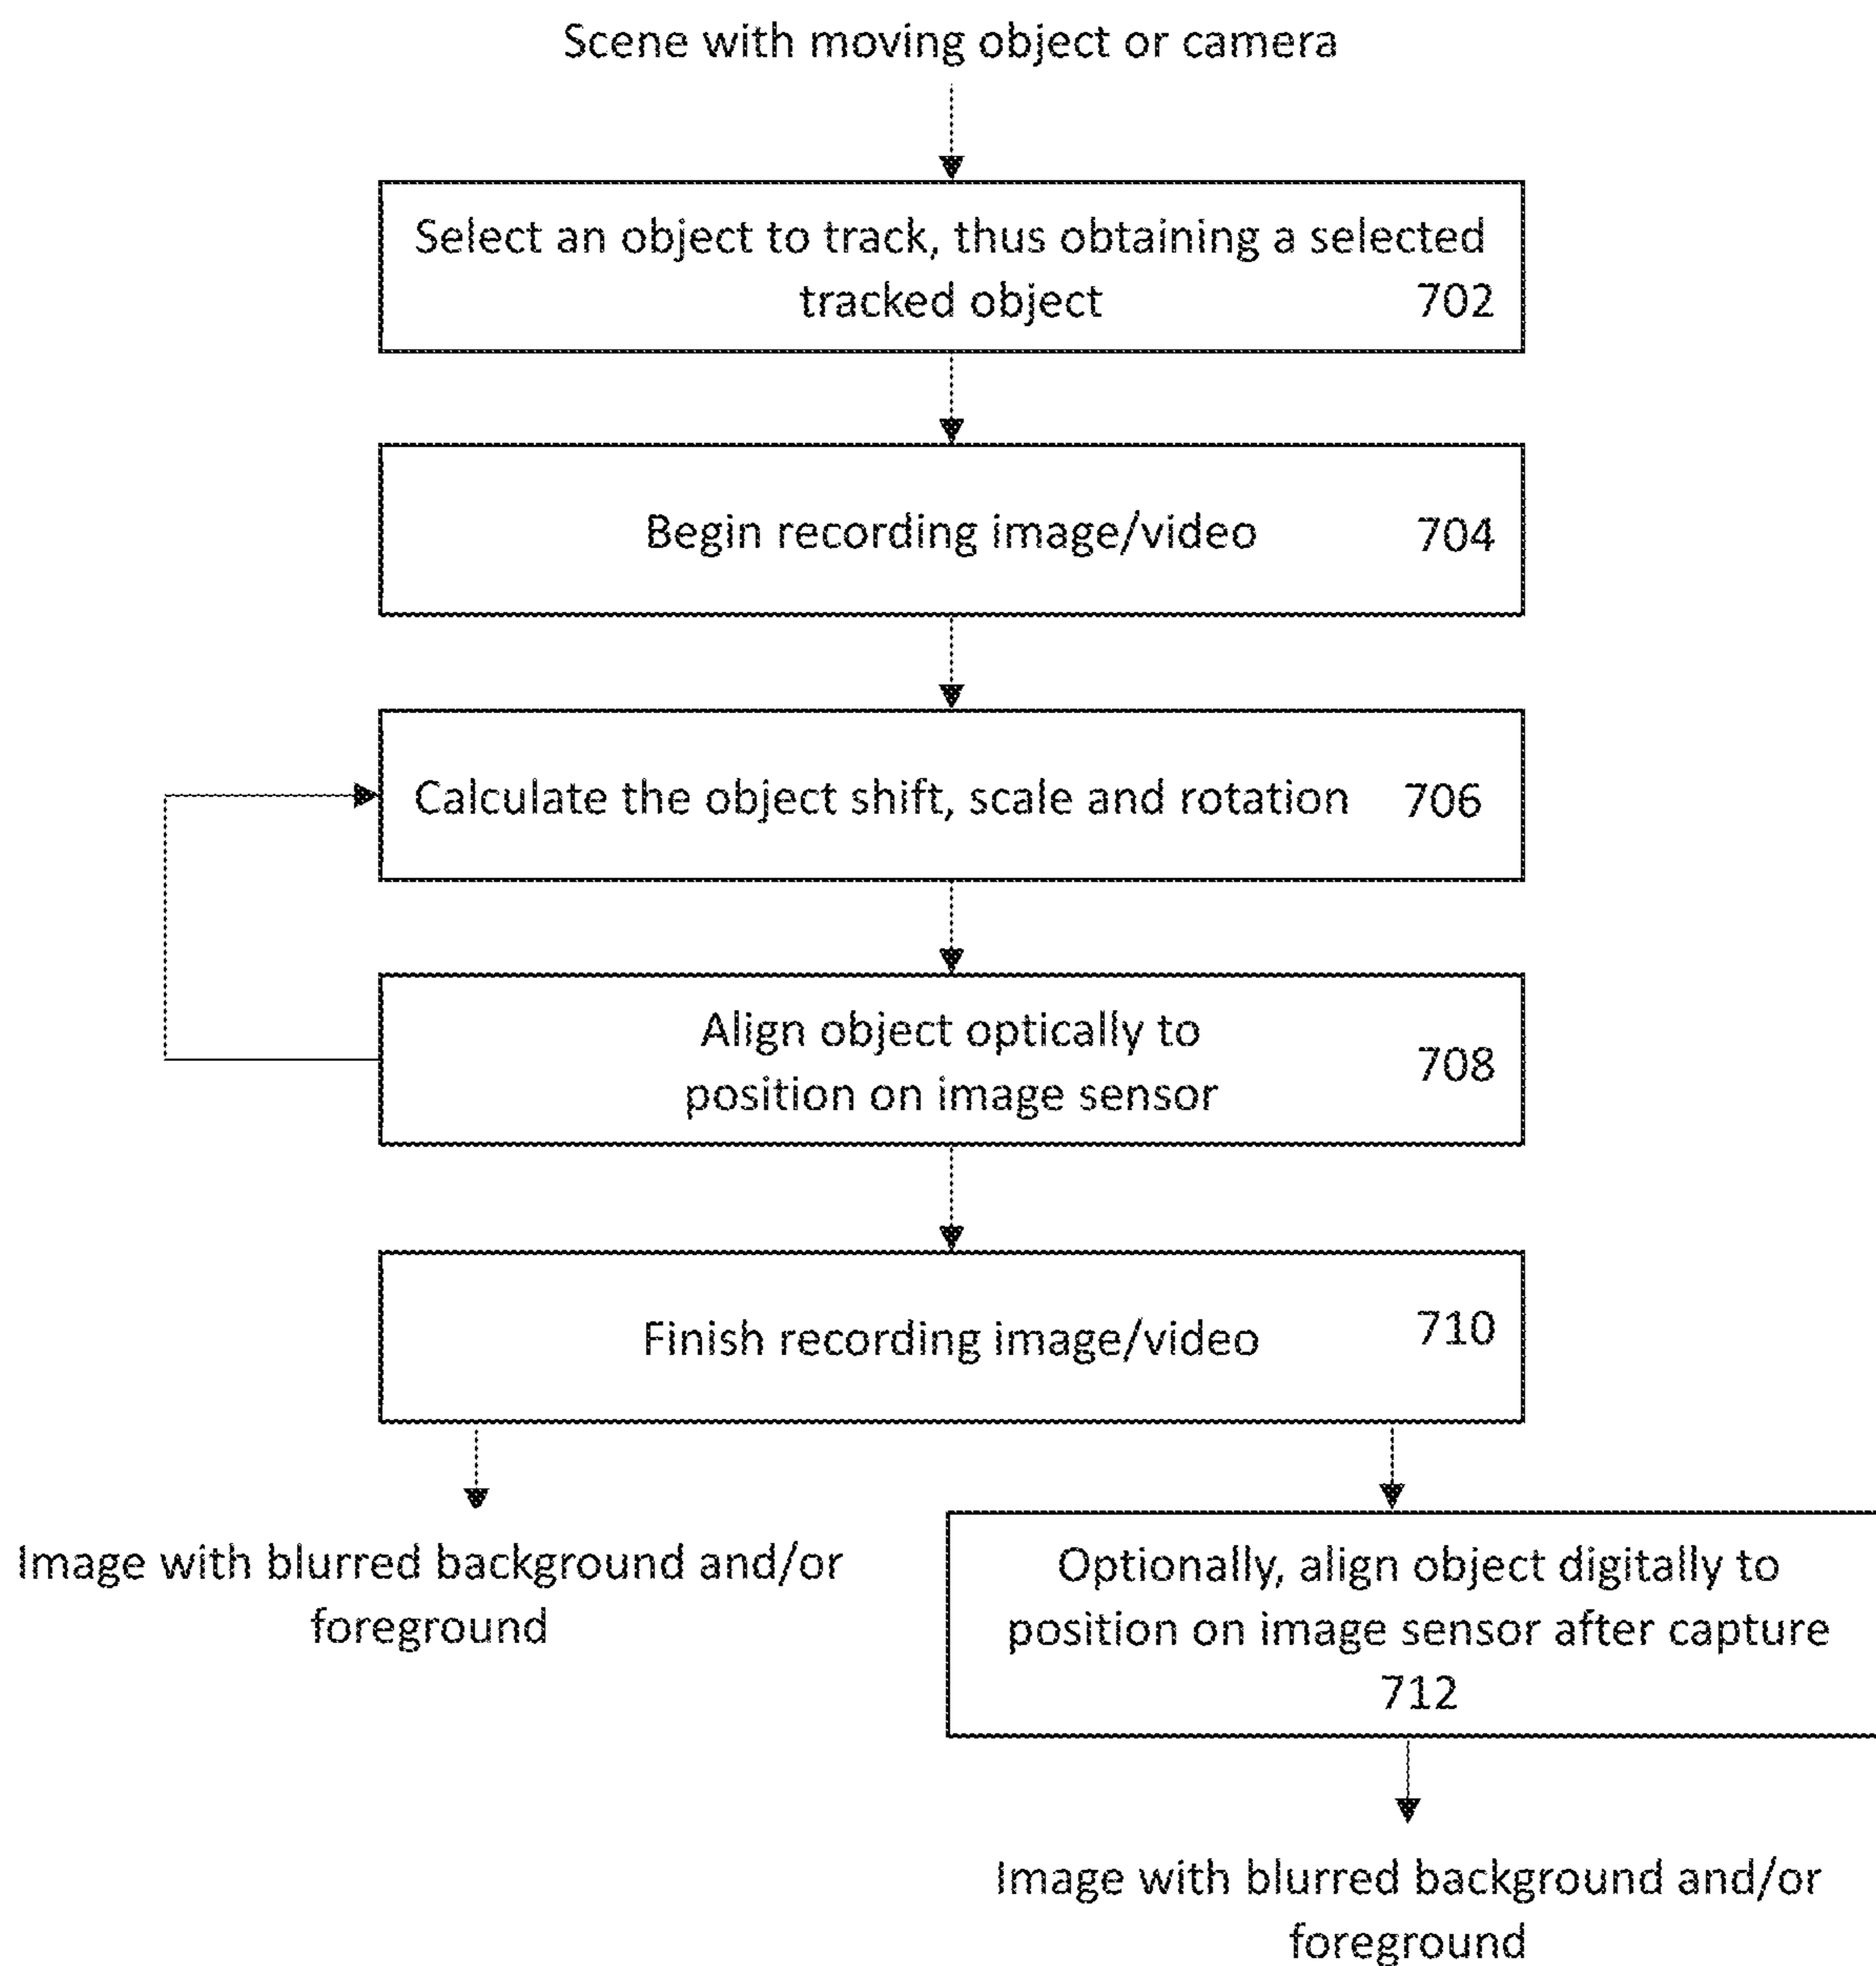 Scene with moving object or camera
Select an object to track, thus obtaining a selected
tracked object 702
Begin recording image/video 704
Calculate the object shift, scale and rotation 706
Align object optically to
position on image sensor
708
Finish recording image/video 710
Image with blurred background and/or
foreground
Optionally, align object digitally to
position on image sensor after capture
712
Image with blurred background and/or
foreground